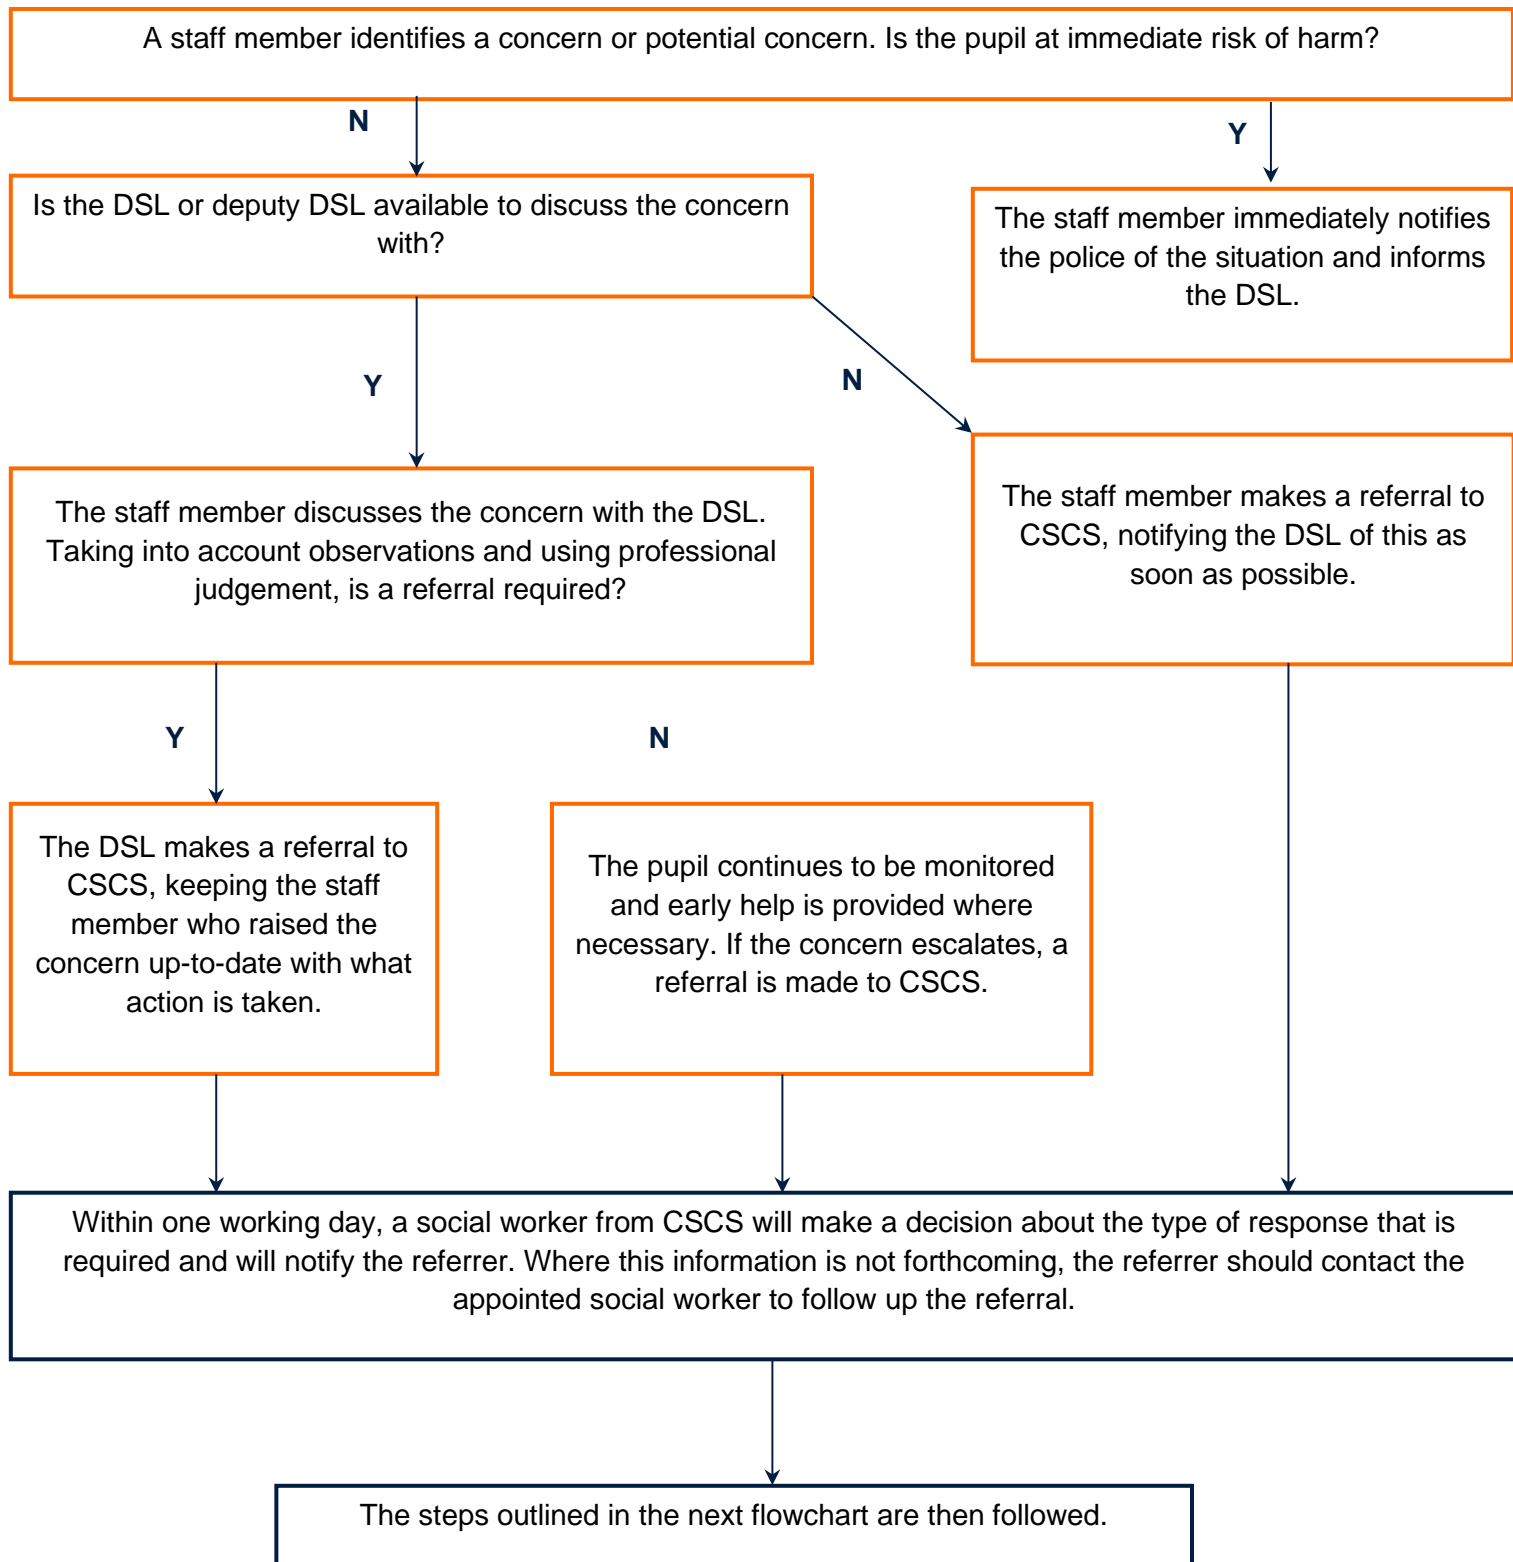 A staff member identifies a concern or potential concern. Is the pupil at immediate risk of harm?
N
Y
Is the DSL or deputy DSL available to discuss the concern
with?
The staff member immediately notifies
the police of the situation and informs
the DSL.
Y
N
The staff member discusses the concern with the DSL.
Taking into account observations and using professional
judgement, is a referral required?
The staff member makes a referral to
CSCS, notifying the DSL of this as
soon as possible.
Y
N
The DSL makes a referral to
CSCS, keeping the staff
member who raised the
concern up-to-date with what
action is taken.
The pupil continues to be monitored
and early help is provided where
necessary. If the concern escalates, a
referral is made to CSCS.
Within one working day, a social worker from CSCS will make a decision about the type of response that is
required and will notify the referrer. Where this information is not forthcoming, the referrer should contact the
appointed social worker to follow up the referral.
The steps outlined in the next flowchart are then followed.